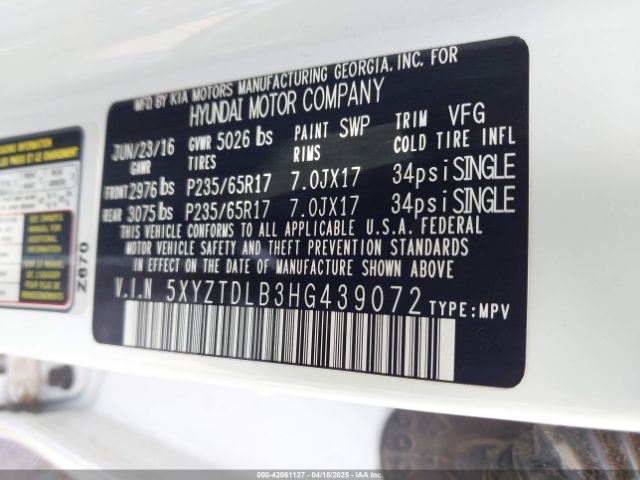 MFD BY KIA MOTORS MANUFACTURING GEORGIA, INC. FOR
HYUNDAI MOTOR COMPANY
JUN/23/16 GVWR 5026 lbs PAINT SWP TRIM VFG
GAWR TIRES RIMS COLD TIRE INFL
FRONT 2976 lbs P235/65R17 7.0JX17 34psi SINGLE
REAR 3075 lbs P235/65R17 7.0JX17 34psi SINGLE
THIS VEHICLE CONFORMS TO ALL APPLICABLE U.S.A. FEDERAL
MOTOR VEHICLE SAFETY AND THEFT PREVENTION STANDARDS
IN EFFECT ON THE DATE OF MANUFACTURE SHOWN ABOVE
V.I.N 5XYZTDLB3HG439072 TYPE:MPV
Z670
000-42061127 - 04/18/2025 - IAA Inc.